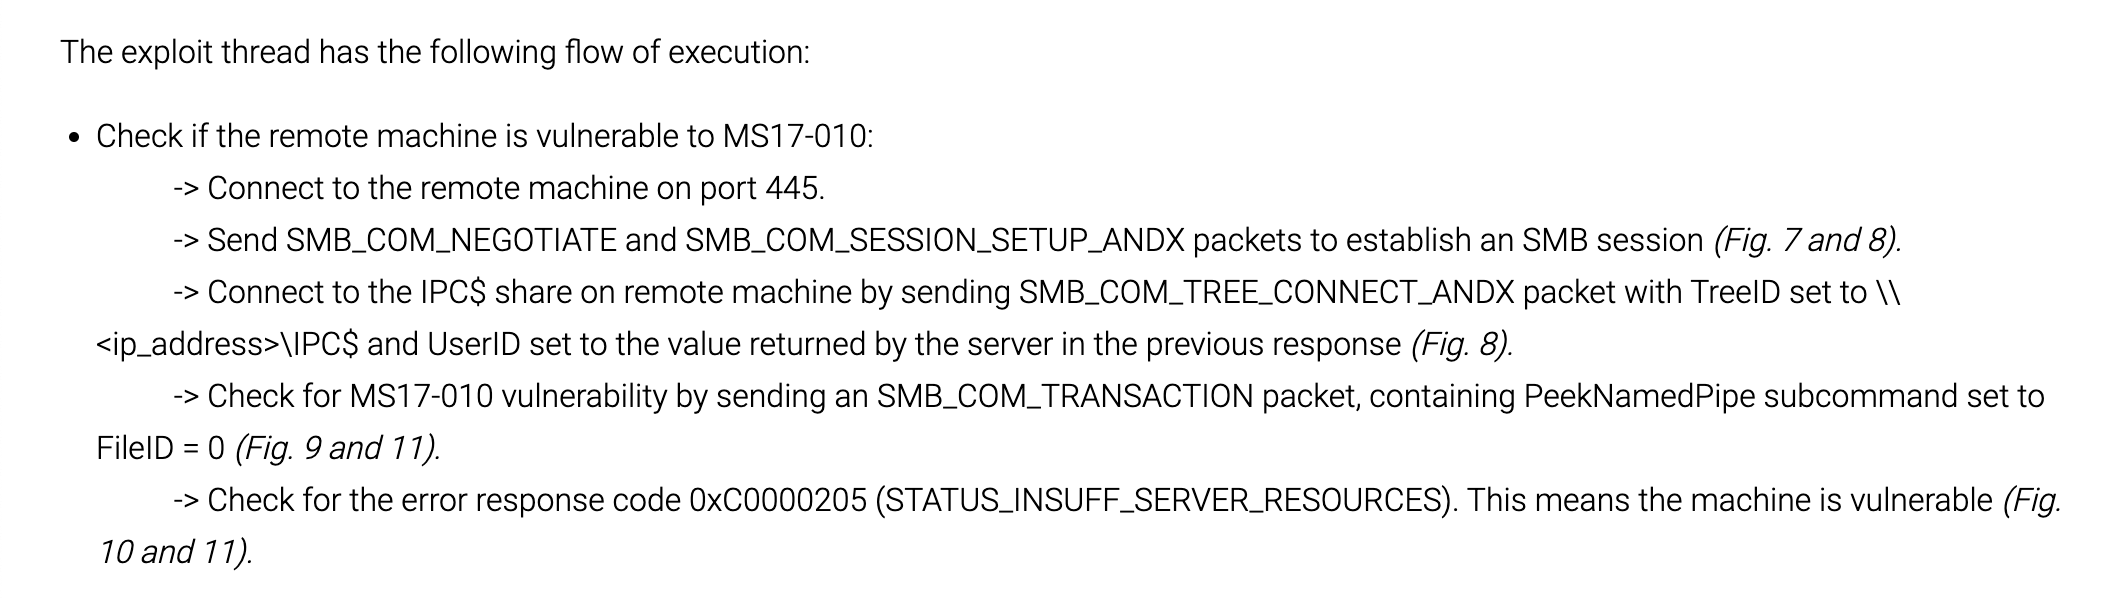 The exploit thread has the following flow of execution:
• Check if the remote machine is vulnerable to MS17-010:
-> Connect to the remote machine on port 445.
-> Send SMB_COM_NEGOTIATE and SMB_COM_SESSION_SETUP_ANDX packets to establish an SMB session (Fig. 7 and 8).
-> Connect to the IPC$ share on remote machine by sending SMB_COM_TREE_CONNECT_ANDX packet with TreeID set to \\
<ip_address>\IPC$ and UserID set to the value returned by the server in the previous response (Fig. 8).
-> Check for MS17-010 vulnerability by sending an SMB_COM_TRANSACTION packet, containing PeekNamedPipe subcommand set to
FileID = 0 (Fig. 9 and 11).
-> Check for the error response code 0xC0000205 (STATUS_INSUFF_SERVER_RESOURCES). This means the machine is vulnerable (Fig.
10 and 11).